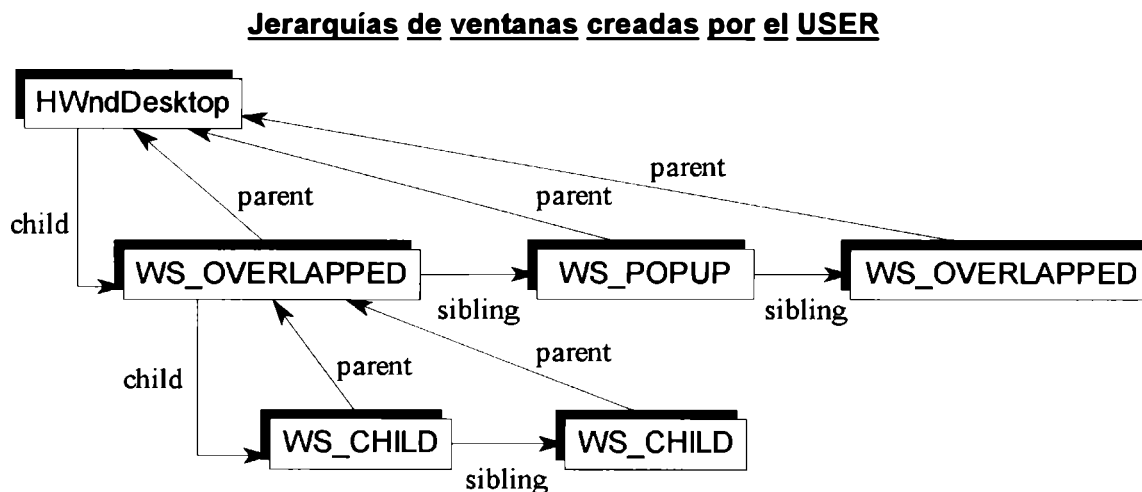 Jerarquías de ventanas creadas por el USER
HWndDesktop
parent
parent
parent
child
WS_OVERLAPPED
WS_POPUP
WS_OVERLAPPED
sibling
sibling
parent
parent
child
WS_CHILD
WS_CHILD
sibling